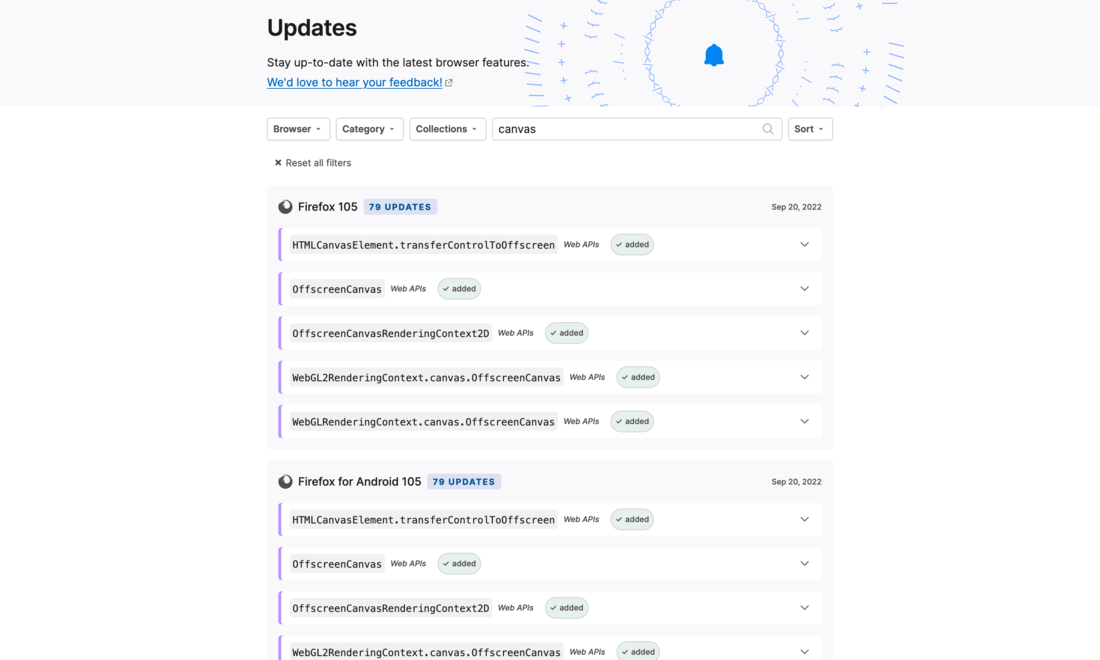 Updates
Stay up-to-date with the latest browser features.
We'd love to hear your feedback!
Browser Category Collections canvas Sort
Reset all filters
Firefox 105 79 UPDATES Sep 20, 2022
HTMLCanvasElement.transferControlToOffscreen Web APIs added
OffscreenCanvas Web APIs added
OffscreenCanvasRenderingContext2D Web APIs added
WebGL2RenderingContext.canvas.OffscreenCanvas Web APIs added
WebGLRenderingContext.canvas.OffscreenCanvas Web APIs added
Firefox for Android 105 79 UPDATES Sep 20, 2022
HTMLCanvasElement.transferControlToOffscreen Web APIs added
OffscreenCanvas Web APIs added
OffscreenCanvasRenderingContext2D Web APIs added
WebGL2RenderingContext.canvas.OffscreenCanvas Web APIs added